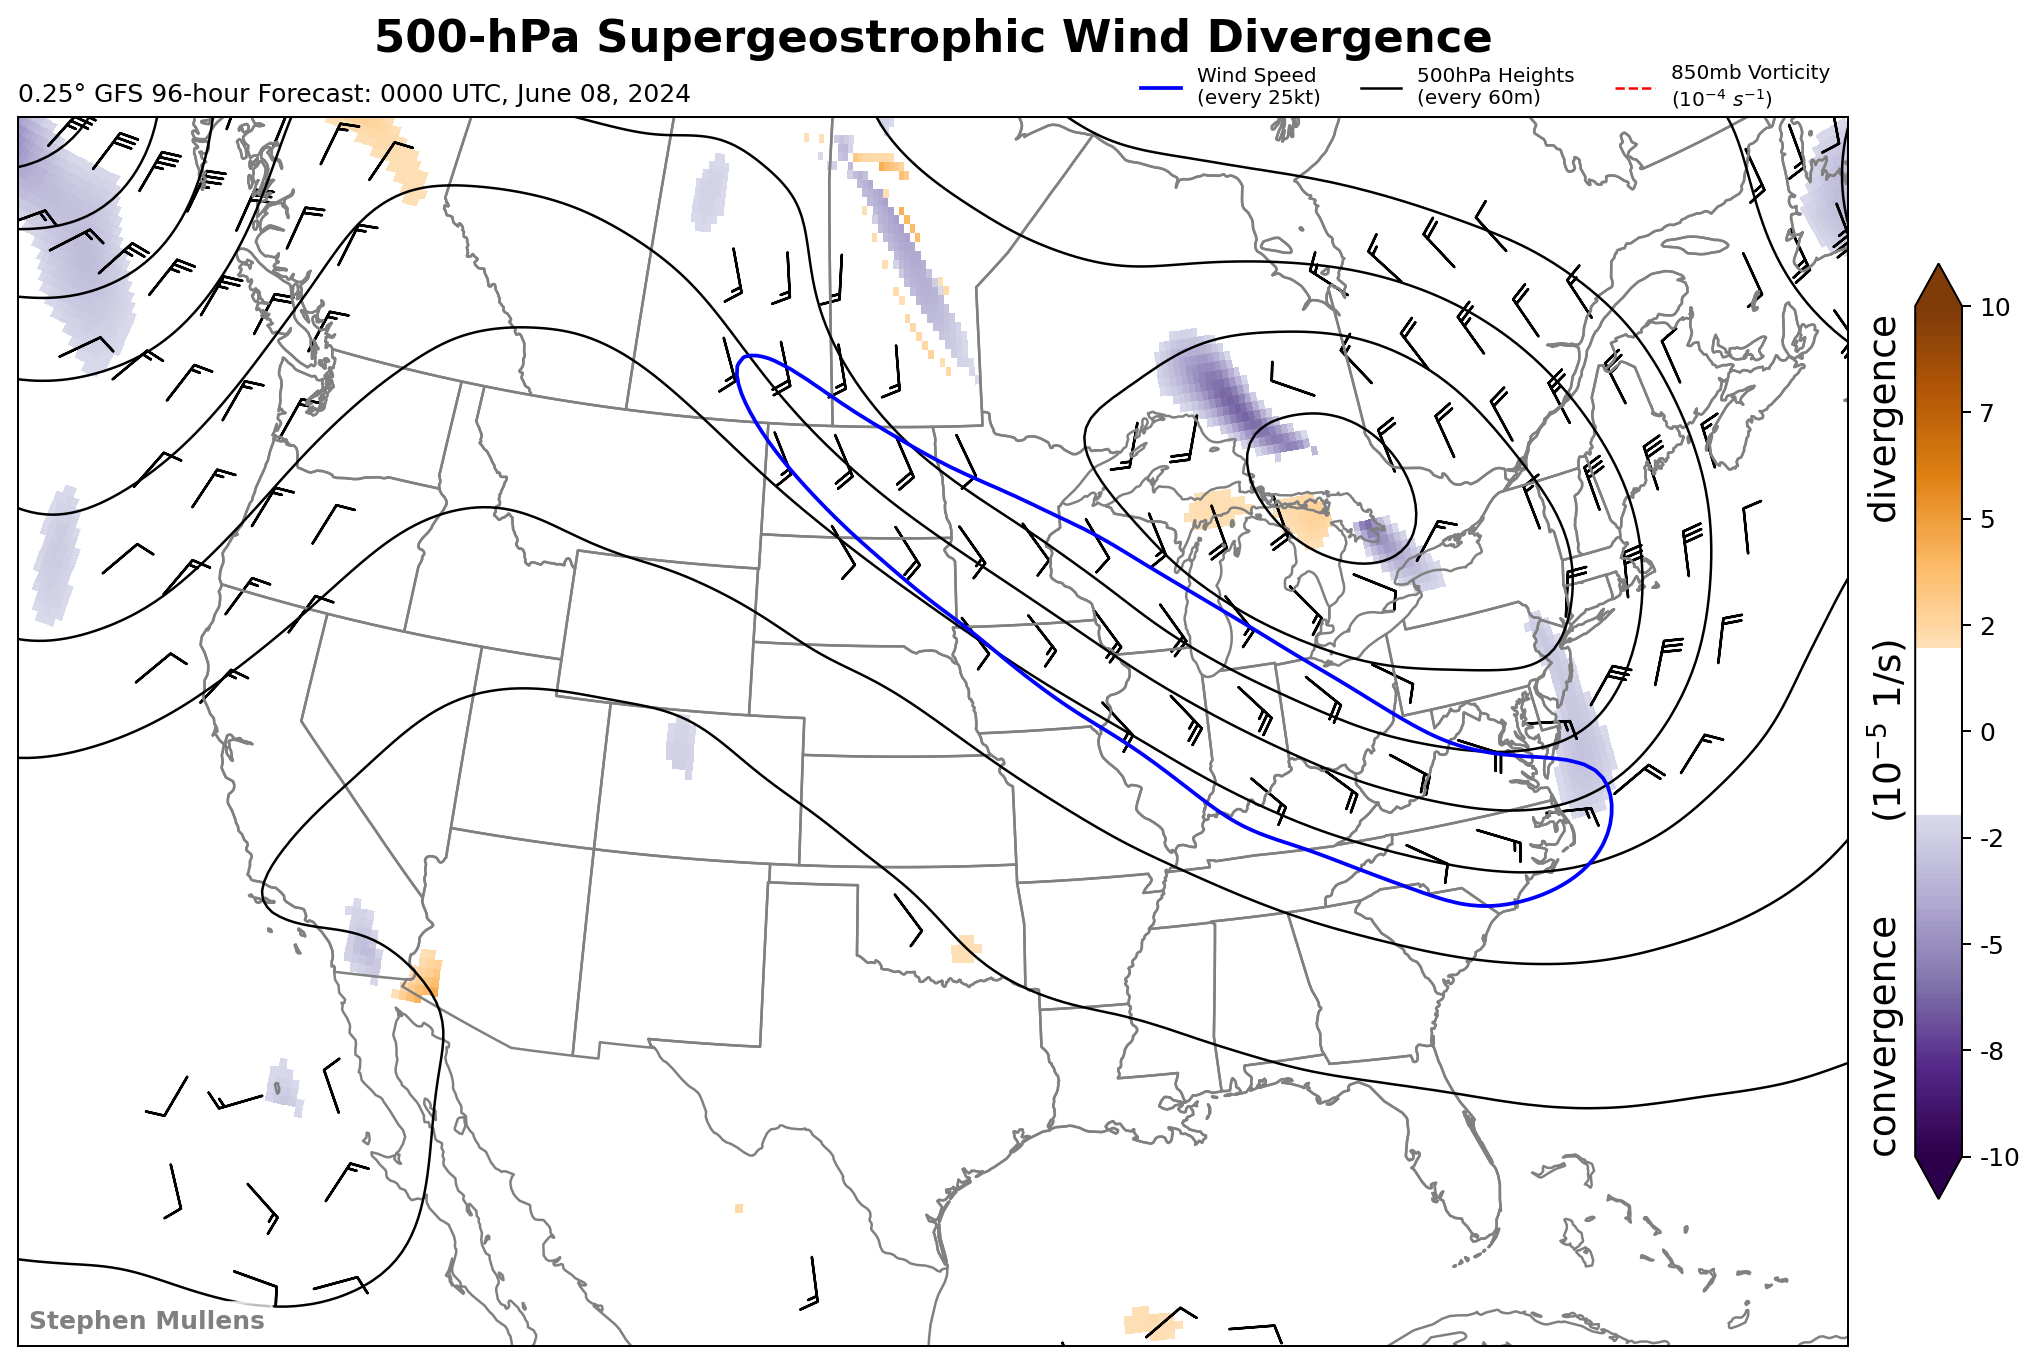 500-hPa Supergeostrophic Wind Divergence
0.25° GFS 96-hour Forecast: 0000 UTC, June 08, 2024
Wind Speed
(every 25kt)
500hPa Heights
(every 60m)
850mb Vorticity
(10⁻⁴ s⁻¹)
10
7
5
2
0
-2
-5
-8
-10
convergence (10⁻⁵ 1/s) divergence
Stephen Mullens